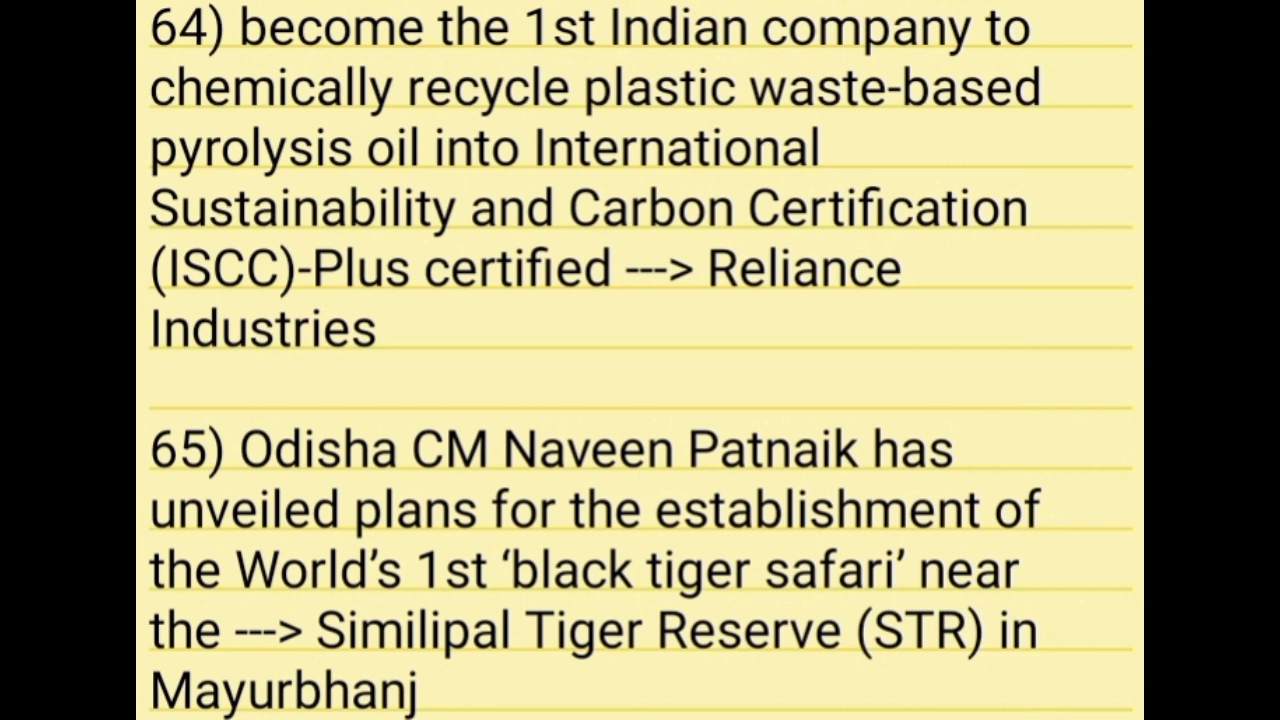 64) become the 1st Indian company to
chemically recycle plastic waste-based
pyrolysis oil into International
Sustainability and Carbon Certification
(ISCC)-Plus certified ---> Reliance
Industries
65) Odisha CM Naveen Patnaik has
unveiled plans for the establishment of
the World’s 1st ‘black tiger safari’ near
the ---> Similipal Tiger Reserve (STR) in
Mayurbhanj